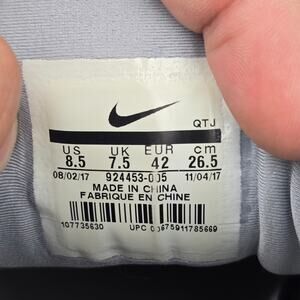 QTJ
US UK EUR cm
8.5 7.5 42 26.5
08/02/17 924453-005 11/04/17
MADE IN CHINA
FABRIQUE EN CHINE
107735630 UPC 00675911785669